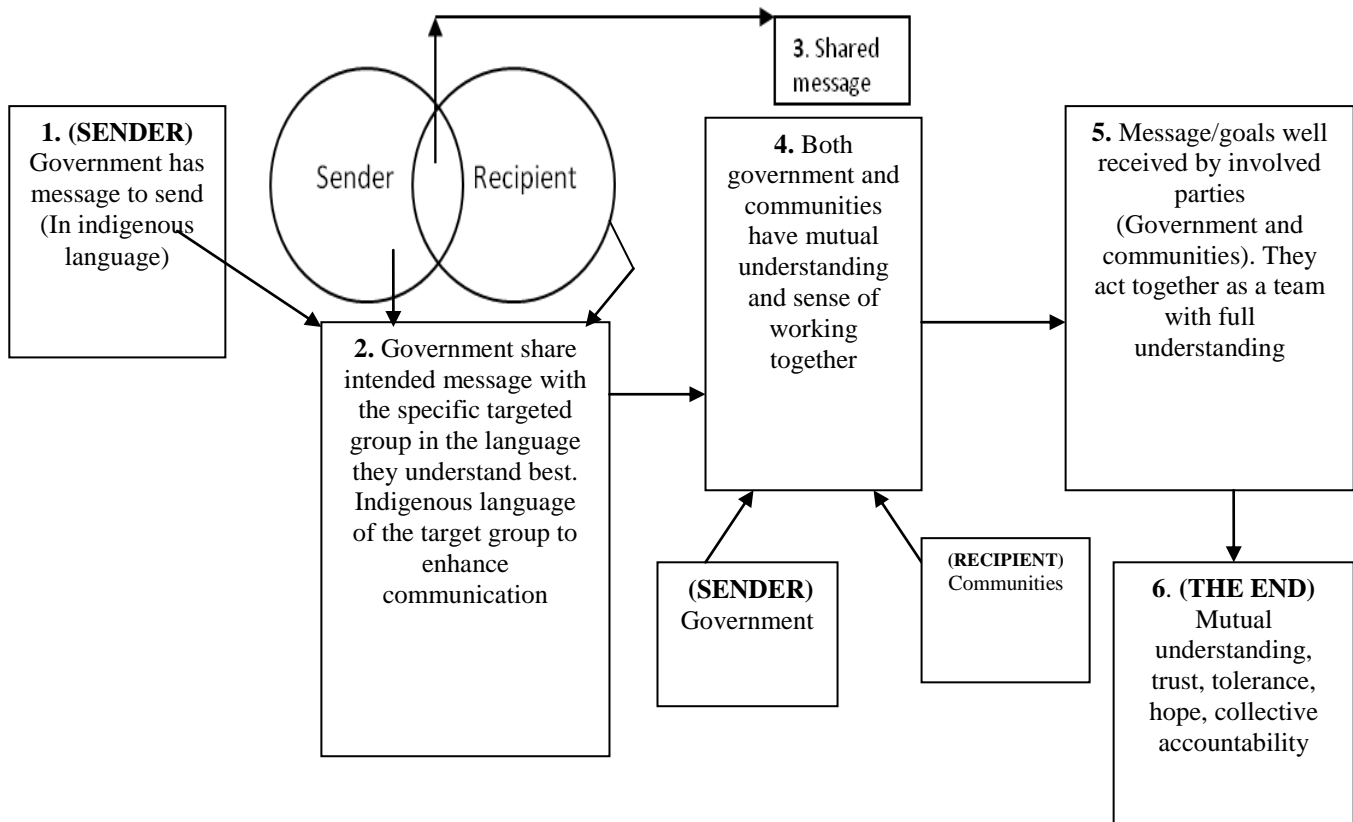 1. (SENDER)
Government has
message to send
(In indigenous
language)
Sender
Recipient
2. Government share
intended message with
the specific targeted
group in the language
they understand best.
Indigenous language
of the target group to
enhance
communication
3. Shared
message
4. Both
government and
communities
have mutual
understanding
and sense of
working
together
(SENDER)
Government
(RECIPIENT)
Communities
5. Message/goals well
received by involved
parties
(Government and
communities). They
act together as a team
with full
understanding
6. (THE END)
Mutual
understanding,
trust, tolerance,
hope, collective
accountability